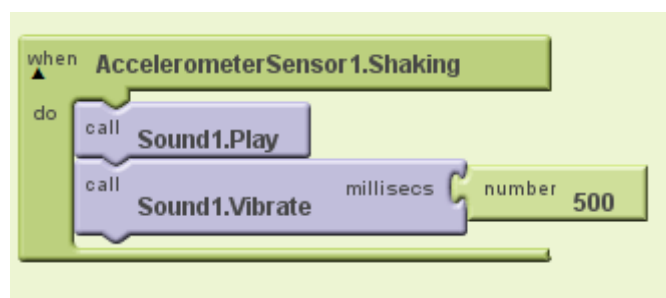 when AccelerometerSensor1.Shaking
do
call Sound1.Play
call Sound1.Vibrate millisecs number 500